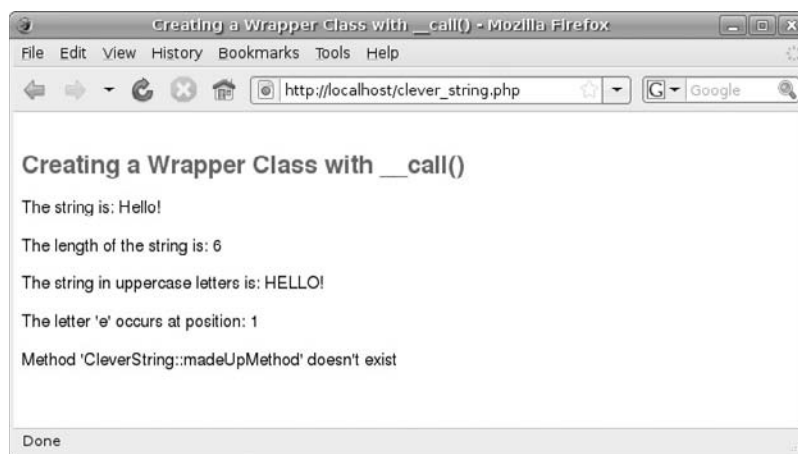 Creating a Wrapper Class with __call() - Mozilla Firefox
File Edit View History Bookmarks Tools Help
http://localhost/clever_string.php G Google
Creating a Wrapper Class with __call()
The string is: Hello!
The length of the string is: 6
The string in uppercase letters is: HELLO!
The letter 'e' occurs at position: 1
Method 'CleverString::madeUpMethod' doesn't exist
Done